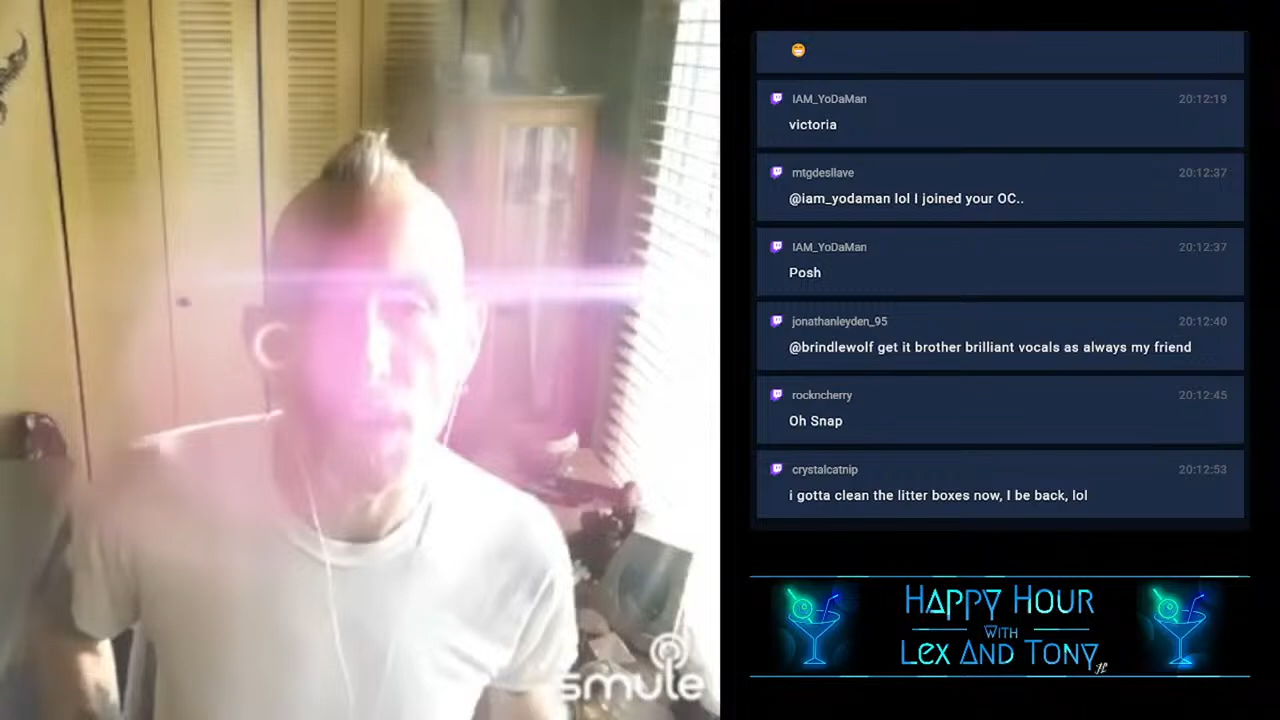 IAM_YoDaMan 20:12:19
victoria
mtgdesllave 20:12:37
@iam_yodaman lol I joined your OC..
IAM_YoDaMan 20:12:37
Posh
jonathanleyden_95 20:12:40
@brindlewolf get it brother brilliant vocals as always my friend
rockncherry 20:12:45
Oh Snap
crystalcatnip 20:12:53
i gotta clean the litter boxes now, I be back, lol
HAPPY HOUR
WITH
LEX AND TONY
smule